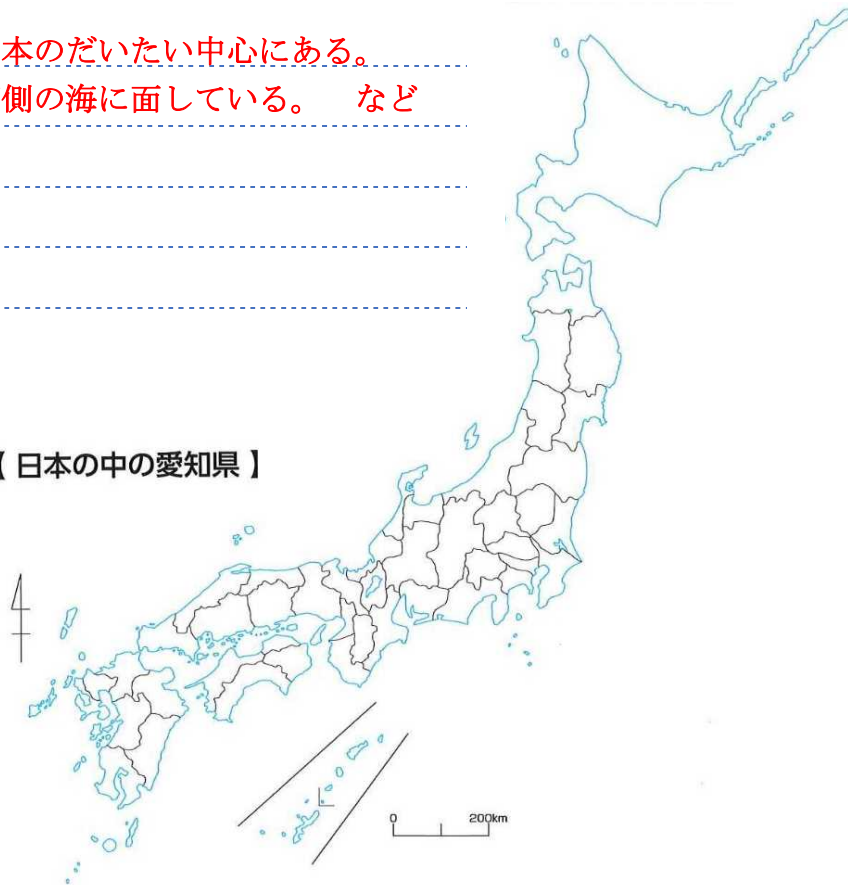 本のだいたい中心にある。
側の海に面している。 など
【 日本の中の愛知県 】
0 200km